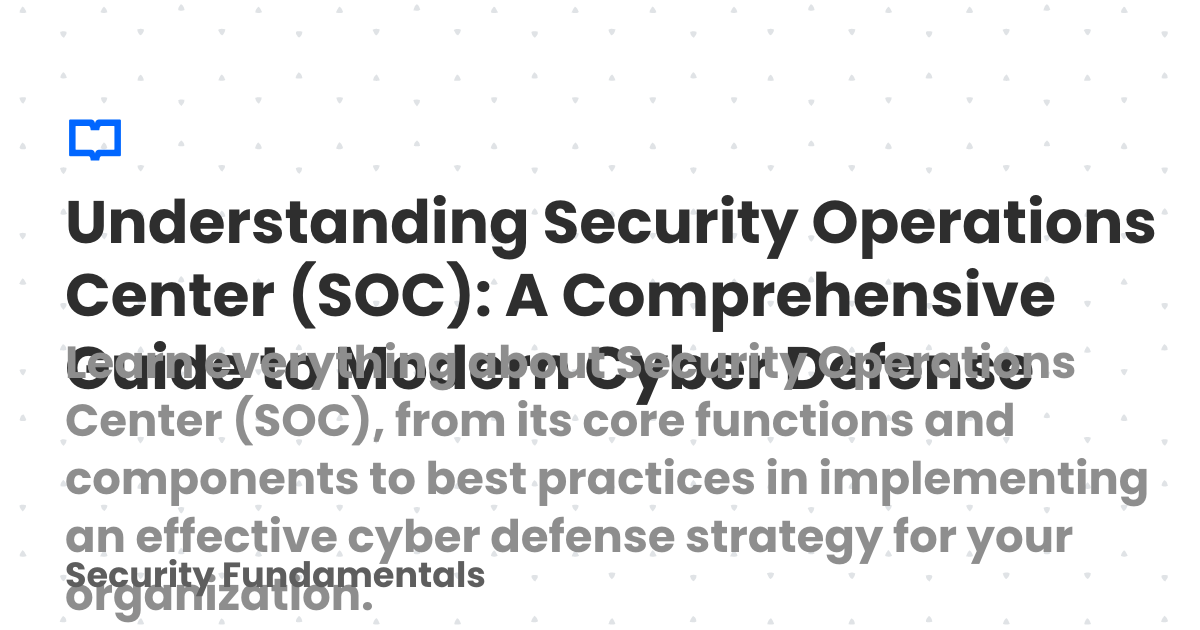 Understanding Security Operations
Center (SOC): A Comprehensive
Guide to Modern Cyber Defense
Learn everything about Security Operations
Center (SOC), from its core functions and
components to best practices in implementing
an effective cyber defense strategy for your
organization.
Security Fundamentals